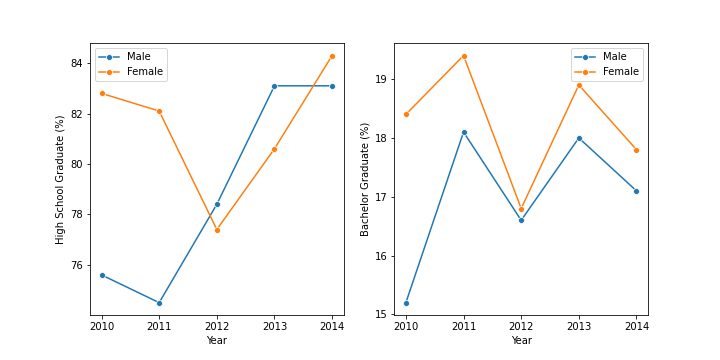 High School Graduate (%)
84
82
80
78
76
Male
Female
2010 2011 2012 2013 2014
Year
Bachelor Graduate (%)
19
18
17
16
15
Male
Female
2010 2011 2012 2013 2014
Year